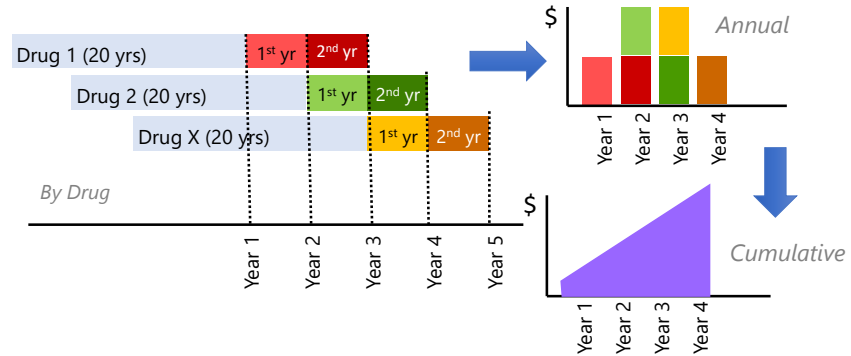 Drug 1 (20 yrs)
1st yr
2nd yr
Drug 2 (20 yrs)
1st yr
2nd yr
Drug X (20 yrs)
1st yr
2nd yr
By Drug
Year 1
Year 2
Year 3
Year 4
Year 5
$
Annual
Year 1
Year 2
Year 3
Year 4
$
Cumulative
Year 1
Year 2
Year 3
Year 4